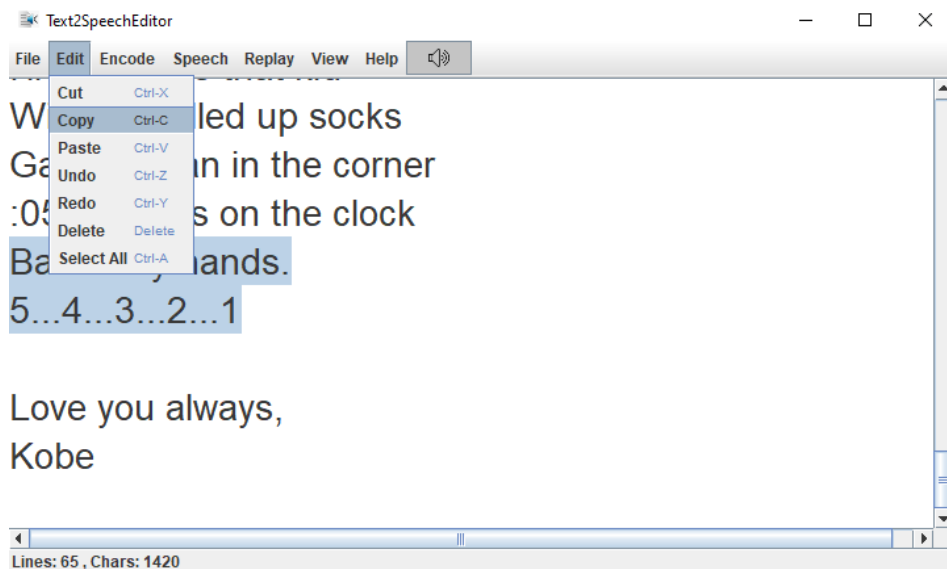 Text2SpeechEditor
File Edit Encode Speech Replay View Help
Cut Ctrl-X
Copy Ctrl-C
Paste Ctrl-V
Undo Ctrl-Z
Redo Ctrl-Y
Delete Delete
Select All Ctrl-A
up socks
in the corner
on the clock
hands.
5...4...3...2...1
Love you always,
Kobe
Lines: 65 , Chars: 1420